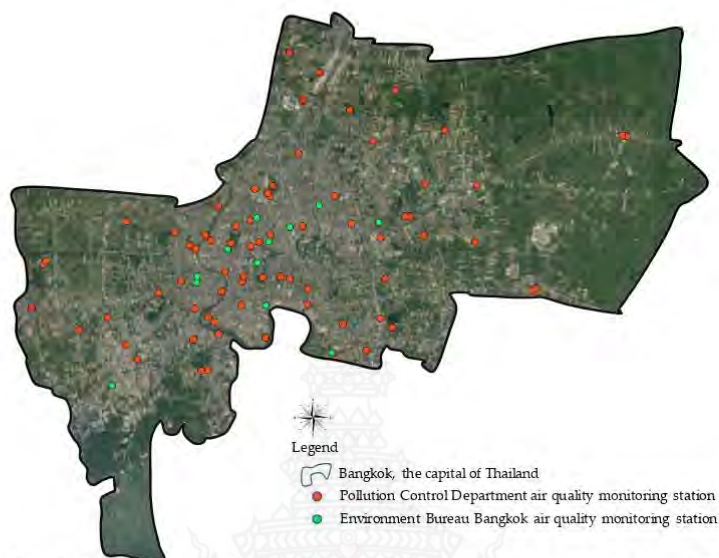 Legend
Bangkok, the capital of Thailand
Pollution Control Department air quality monitoring station
Environment Bureau Bangkok air quality monitoring station